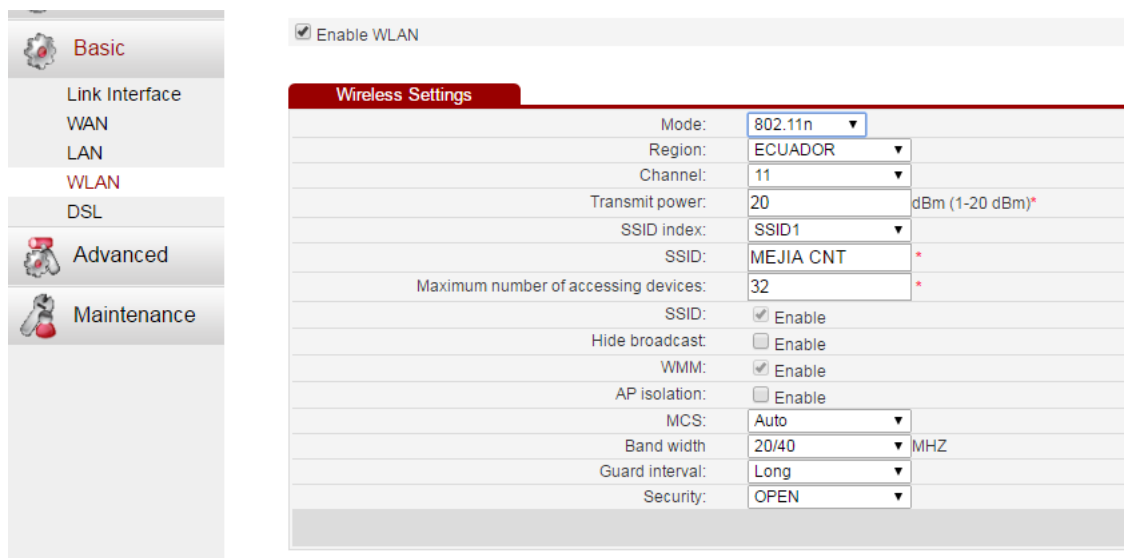 Basic
Link Interface
WAN
LAN
WLAN
DSL
Advanced
Maintenance
Enable WLAN
Wireless Settings
Mode: 802.11n
Region: ECUADOR
Channel: 11
Transmit power: 20 dBm (1-20 dBm)*
SSID index: SSID1
SSID: MEJIA CNT *
Maximum number of accessing devices: 32 *
SSID: Enable
Hide broadcast: Enable
WMM: Enable
AP isolation: Enable
MCS: Auto
Band width 20/40 MHZ
Guard interval: Long
Security: OPEN